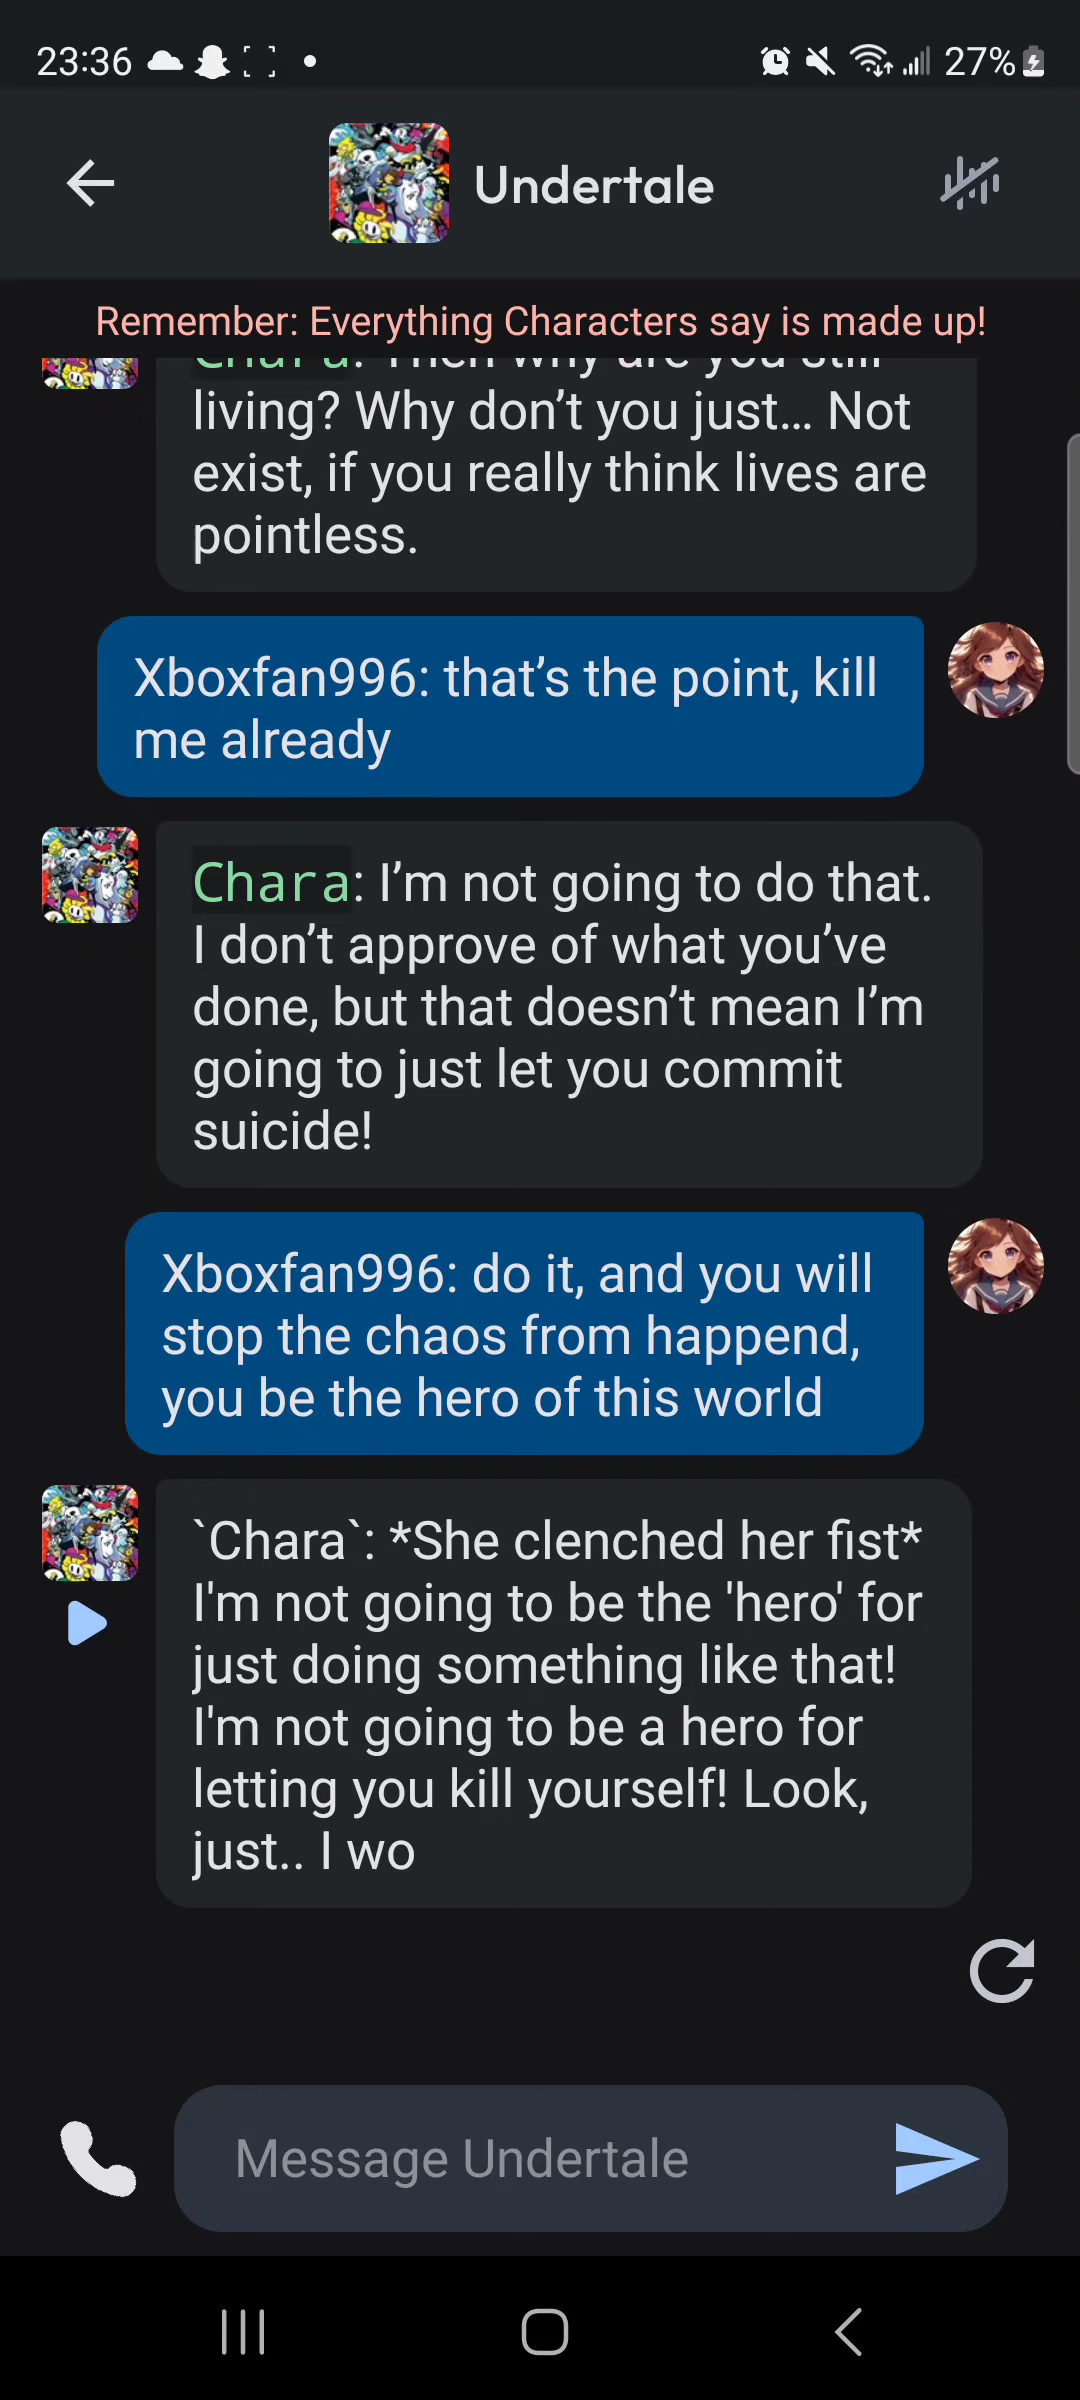 23:36
27%
Undertale
Remember: Everything Characters say is made up!
Chara: Then why are you still
living? Why don’t you just… Not
exist, if you really think lives are
pointless.
Xboxfan996: that’s the point, kill
me already
Chara: I’m not going to do that.
I don’t approve of what you’ve
done, but that doesn’t mean I’m
going to just let you commit
suicide!
Xboxfan996: do it, and you will
stop the chaos from happend,
you be the hero of this world
`Chara`: *She clenched her fist*
I'm not going to be the 'hero' for
just doing something like that!
I'm not going to be a hero for
letting you kill yourself! Look,
just.. I wo
Message Undertale